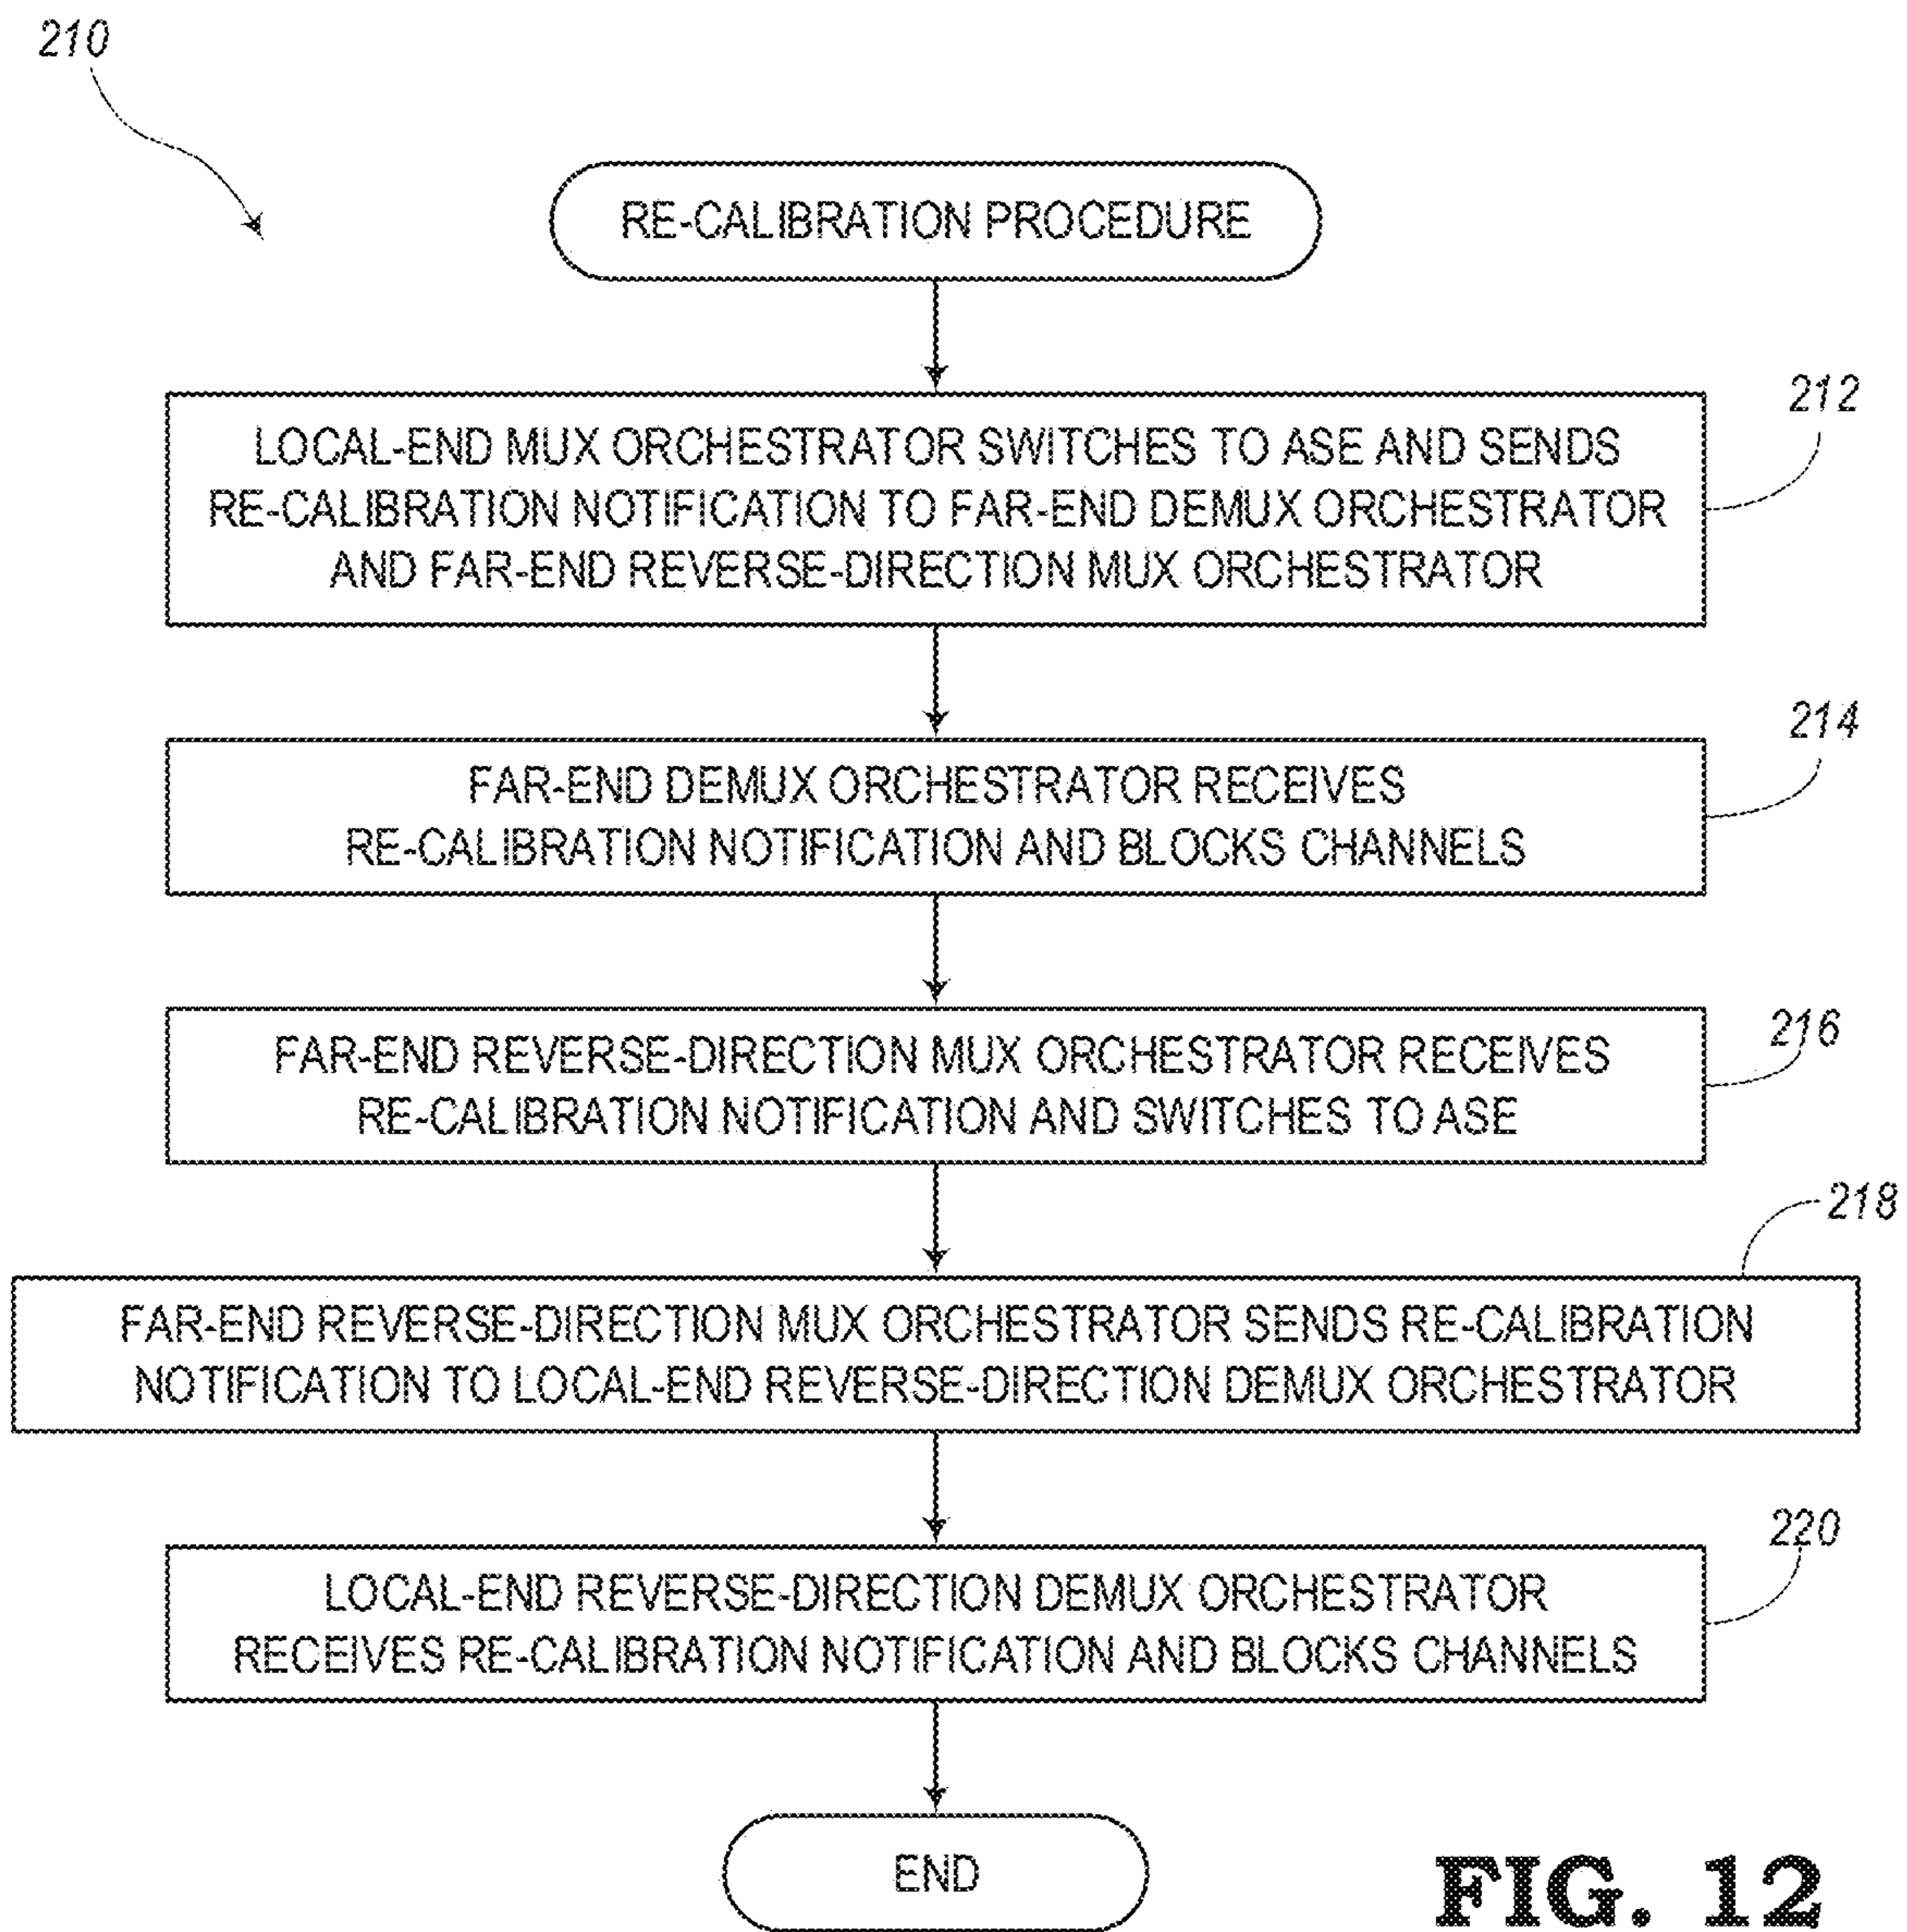 210
RE-CALIBRATION PROCEDURE
212
LOCAL-END MUX ORCHESTRATOR SWITCHES TO ASE AND SENDS
RE-CALIBRATION NOTIFICATION TO FAR-END DEMUX ORCHESTRATOR
AND FAR-END REVERSE-DIRECTION MUX ORCHESTRATOR
214
FAR-END DEMUX ORCHESTRATOR RECEIVES
RE-CALIBRATION NOTIFICATION AND BLOCKS CHANNELS
216
FAR-END REVERSE-DIRECTION MUX ORCHESTRATOR RECEIVES
RE-CALIBRATION NOTIFICATION AND SWITCHES TO ASE
218
FAR-END REVERSE-DIRECTION MUX ORCHESTRATOR SENDS RE-CALIBRATION
NOTIFICATION TO LOCAL-END REVERSE-DIRECTION DEMUX ORCHESTRATOR
220
LOCAL-END REVERSE-DIRECTION DEMUX ORCHESTRATOR
RECEIVES RE-CALIBRATION NOTIFICATION AND BLOCKS CHANNELS
END
FIG. 12